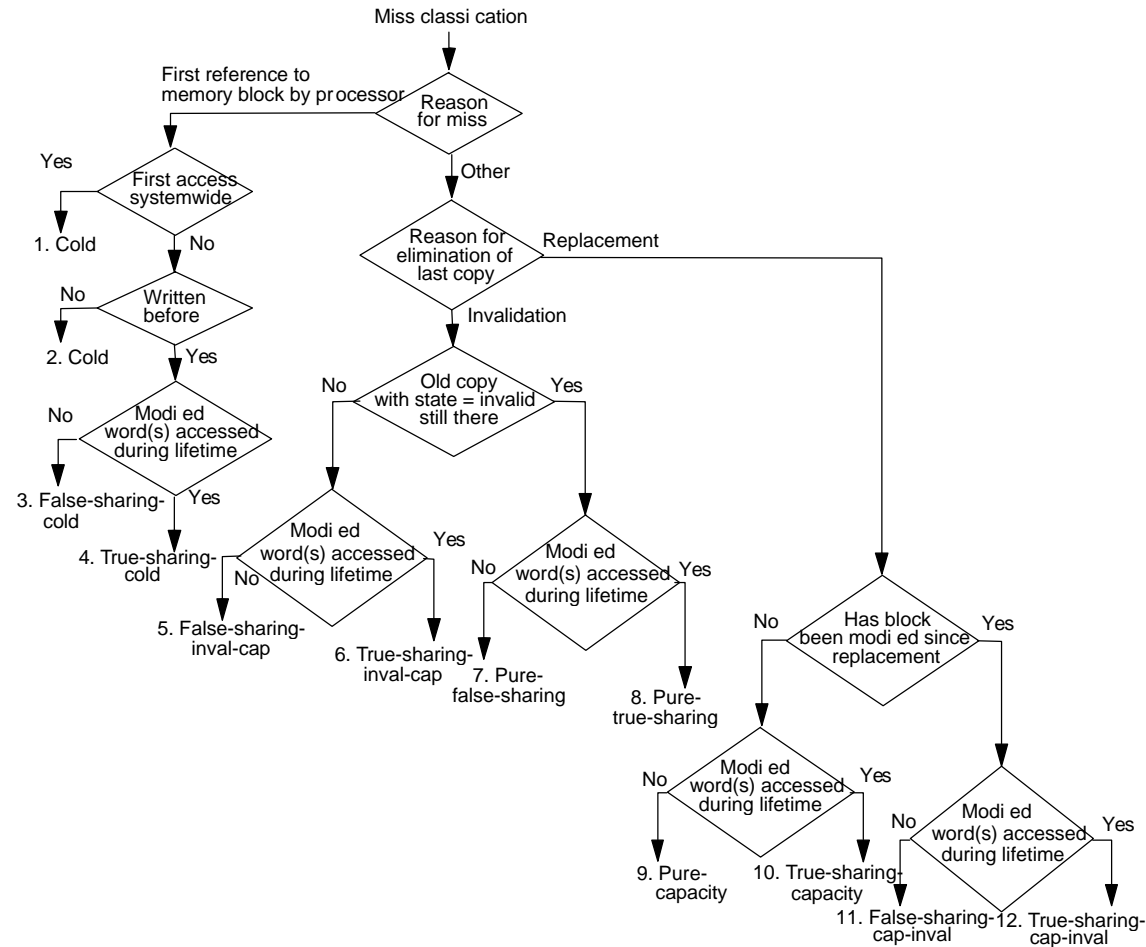 Miss classi cation
First reference to
memory block by processor
Reason
for miss
Yes
First access
systemwide
Other
1. Cold
No
Reason for
elimination of
last copy
Replacement
No
Written
before
Invalidation
2. Cold
Yes
No
Old copy
with state = invalid
still there
Yes
No
Modi ed
word(s) accessed
during lifetime
3. False-sharing-
cold
Yes
4. True-sharing-
cold
Modi ed
word(s) accessed
during lifetime
No
Yes
5. False-sharing-
inval-cap
6. True-sharing-
inval-cap
No
Modi ed
word(s) accessed
during lifetime
Yes
7. Pure-
false-sharing
8. Pure-
true-sharing
No
Has block
been modi ed since
replacement
Yes
No
Modi ed
word(s) accessed
during lifetime
Yes
9. Pure-
capacity
10. True-sharing-
capacity
No
Modi ed
word(s) accessed
during lifetime
Yes
11. False-sharing-
cap-inval
12. True-sharing-
cap-inval